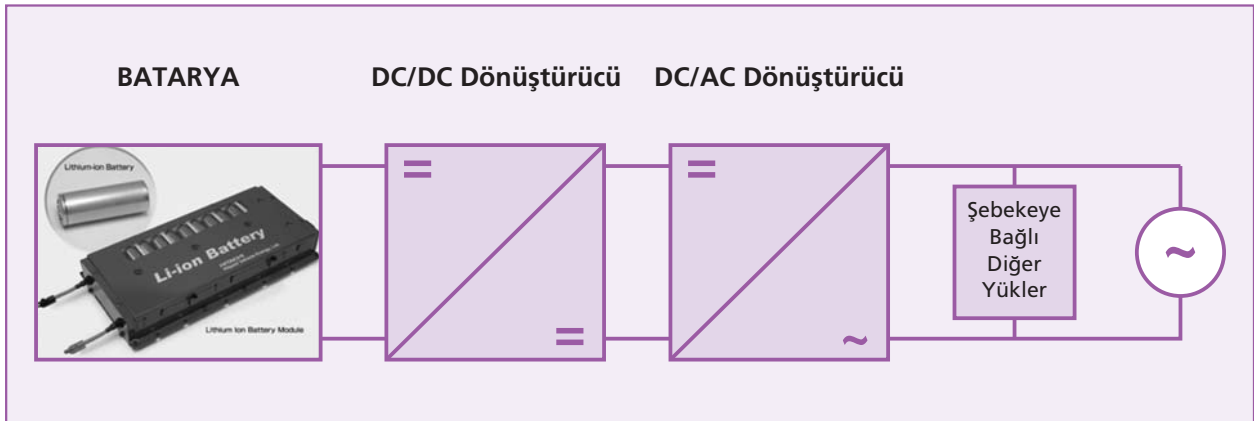 BATARYA
DC/DC Dönüştürücü
DC/AC Dönüştürücü
Lithium-ion Battery
Li-ion Battery
HITACHI
Lithium Ion Battery Module
=
=
=
~
Şebekeye
Bağlı
Diğer
Yükler
~